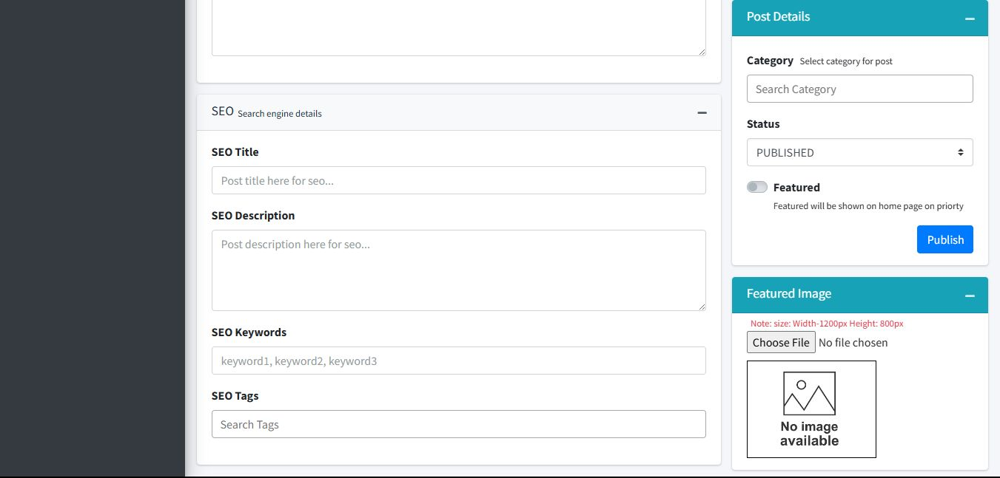 SEO Search engine details
SEO Title
Post title here for seo...
SEO Description
Post description here for seo...
SEO Keywords
keyword1, keyword2, keyword3
SEO Tags
Search Tags
Post Details
Category Select category for post
Search Category
Status
PUBLISHED
Featured
Featured will be shown on home page on priorty
Publish
Featured Image
Note: size: Width-1200px Height: 800px
Choose File No file chosen
No image
available